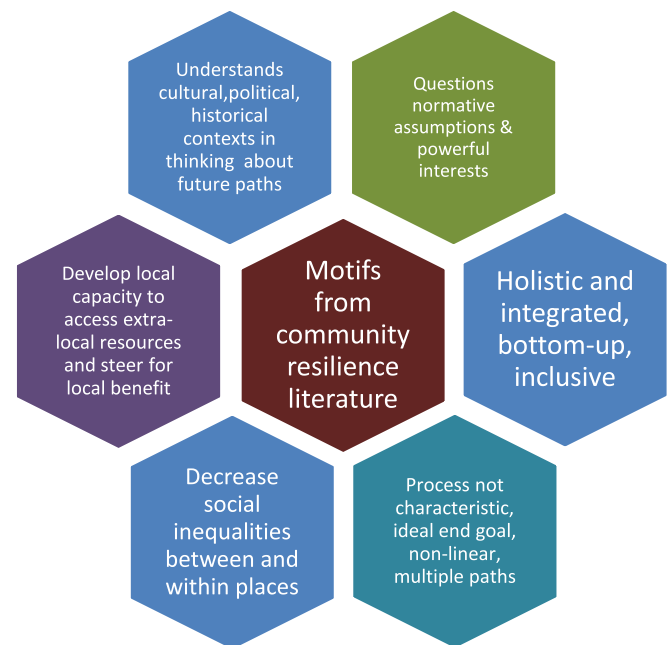 Understands
cultural,political,
historical
contexts in
thinking about
future paths
Questions
normative
assumptions &
powerful
interests
Develop local
capacity to
access extra-
local resources
and steer for
local benefit
Motifs
from
community
resilience
literature
Holistic and
integrated,
bottom-up,
inclusive
Decrease
social
inequalities
between and
within places
Process not
characteristic,
ideal end goal,
non-linear,
multiple paths